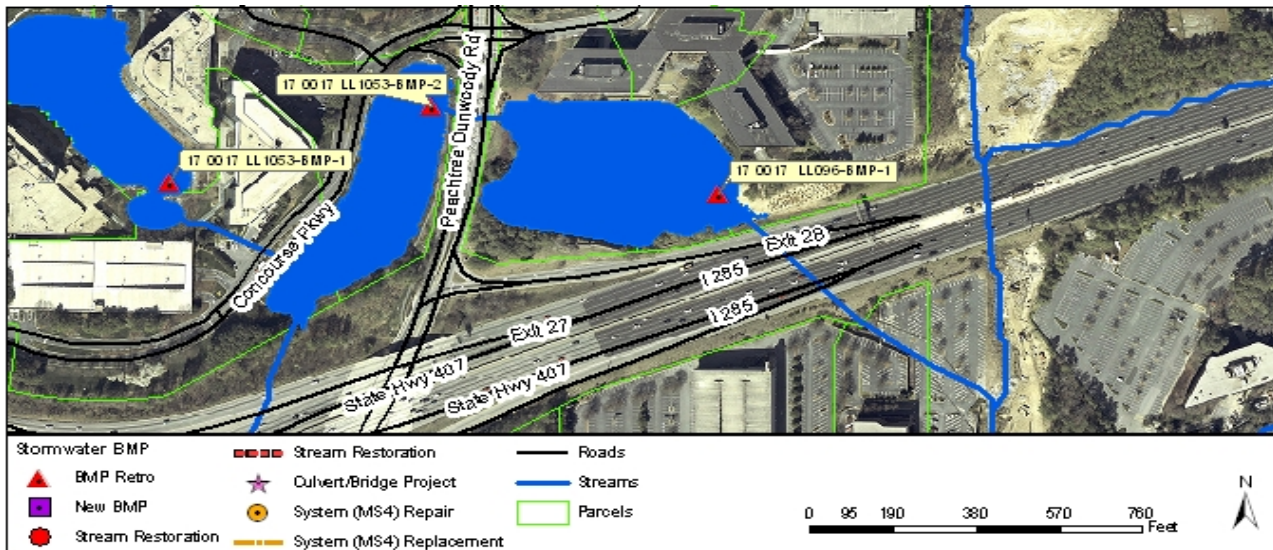 Peachtree Dunwoody Rd
17 0017 LL1053-BMP-2
17 0017 LL1053-BMP-1
17 0017 LL096-BMP-1
Concourse Pkwy
Exit 28
I 285
I 285
Exit 27
State Hwy 407
State Hwy 407
Stormwater BMP
BMP Retro
New BMP
Stream Restoration
Stream Restoration
Culvert/Bridge Project
System (MS4) Repair
System (MS4) Replacement
Roads
Streams
Parcels
0 95 190 380 570 760
Feet
N